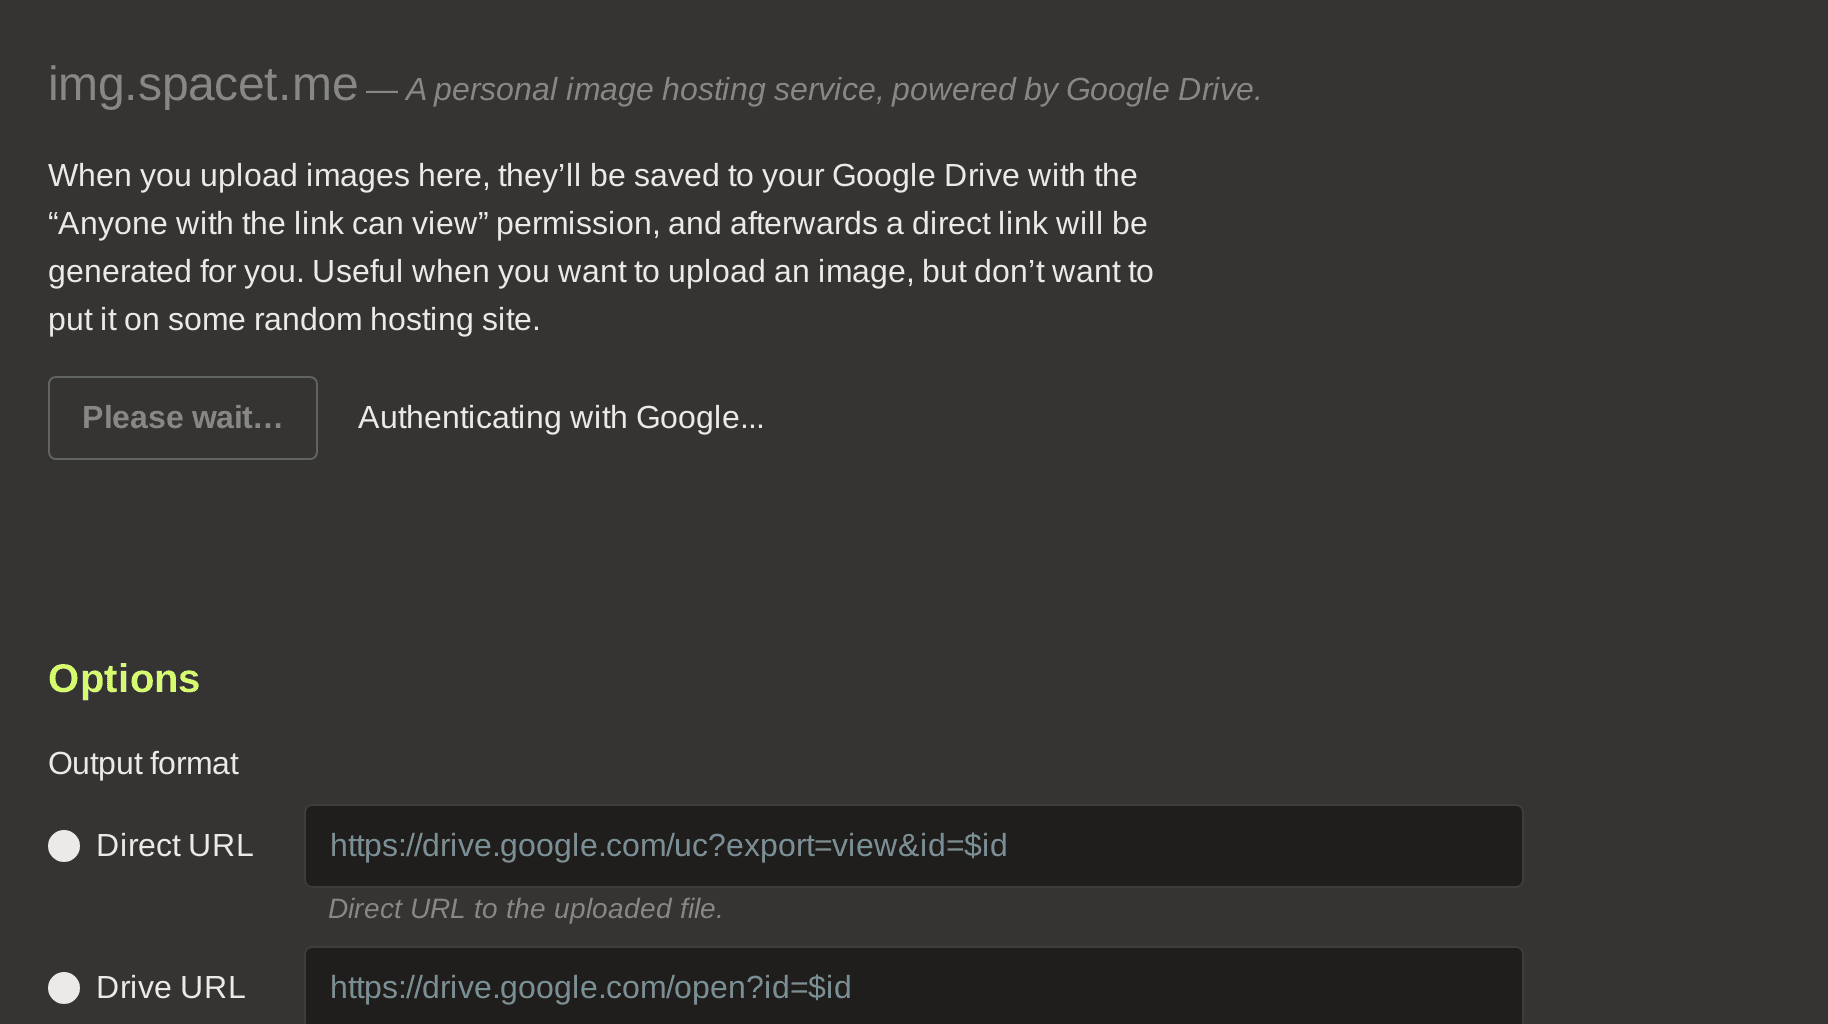 img.spacet.me — A personal image hosting service, powered by Google Drive.
When you upload images here, they’ll be saved to your Google Drive with the
“Anyone with the link can view” permission, and afterwards a direct link will be
generated for you. Useful when you want to upload an image, but don’t want to
put it on some random hosting site.
Please wait… Authenticating with Google...
Options
Output format
Direct URL https://drive.google.com/uc?export=view&id=$id
Direct URL to the uploaded file.
Drive URL https://drive.google.com/open?id=$id